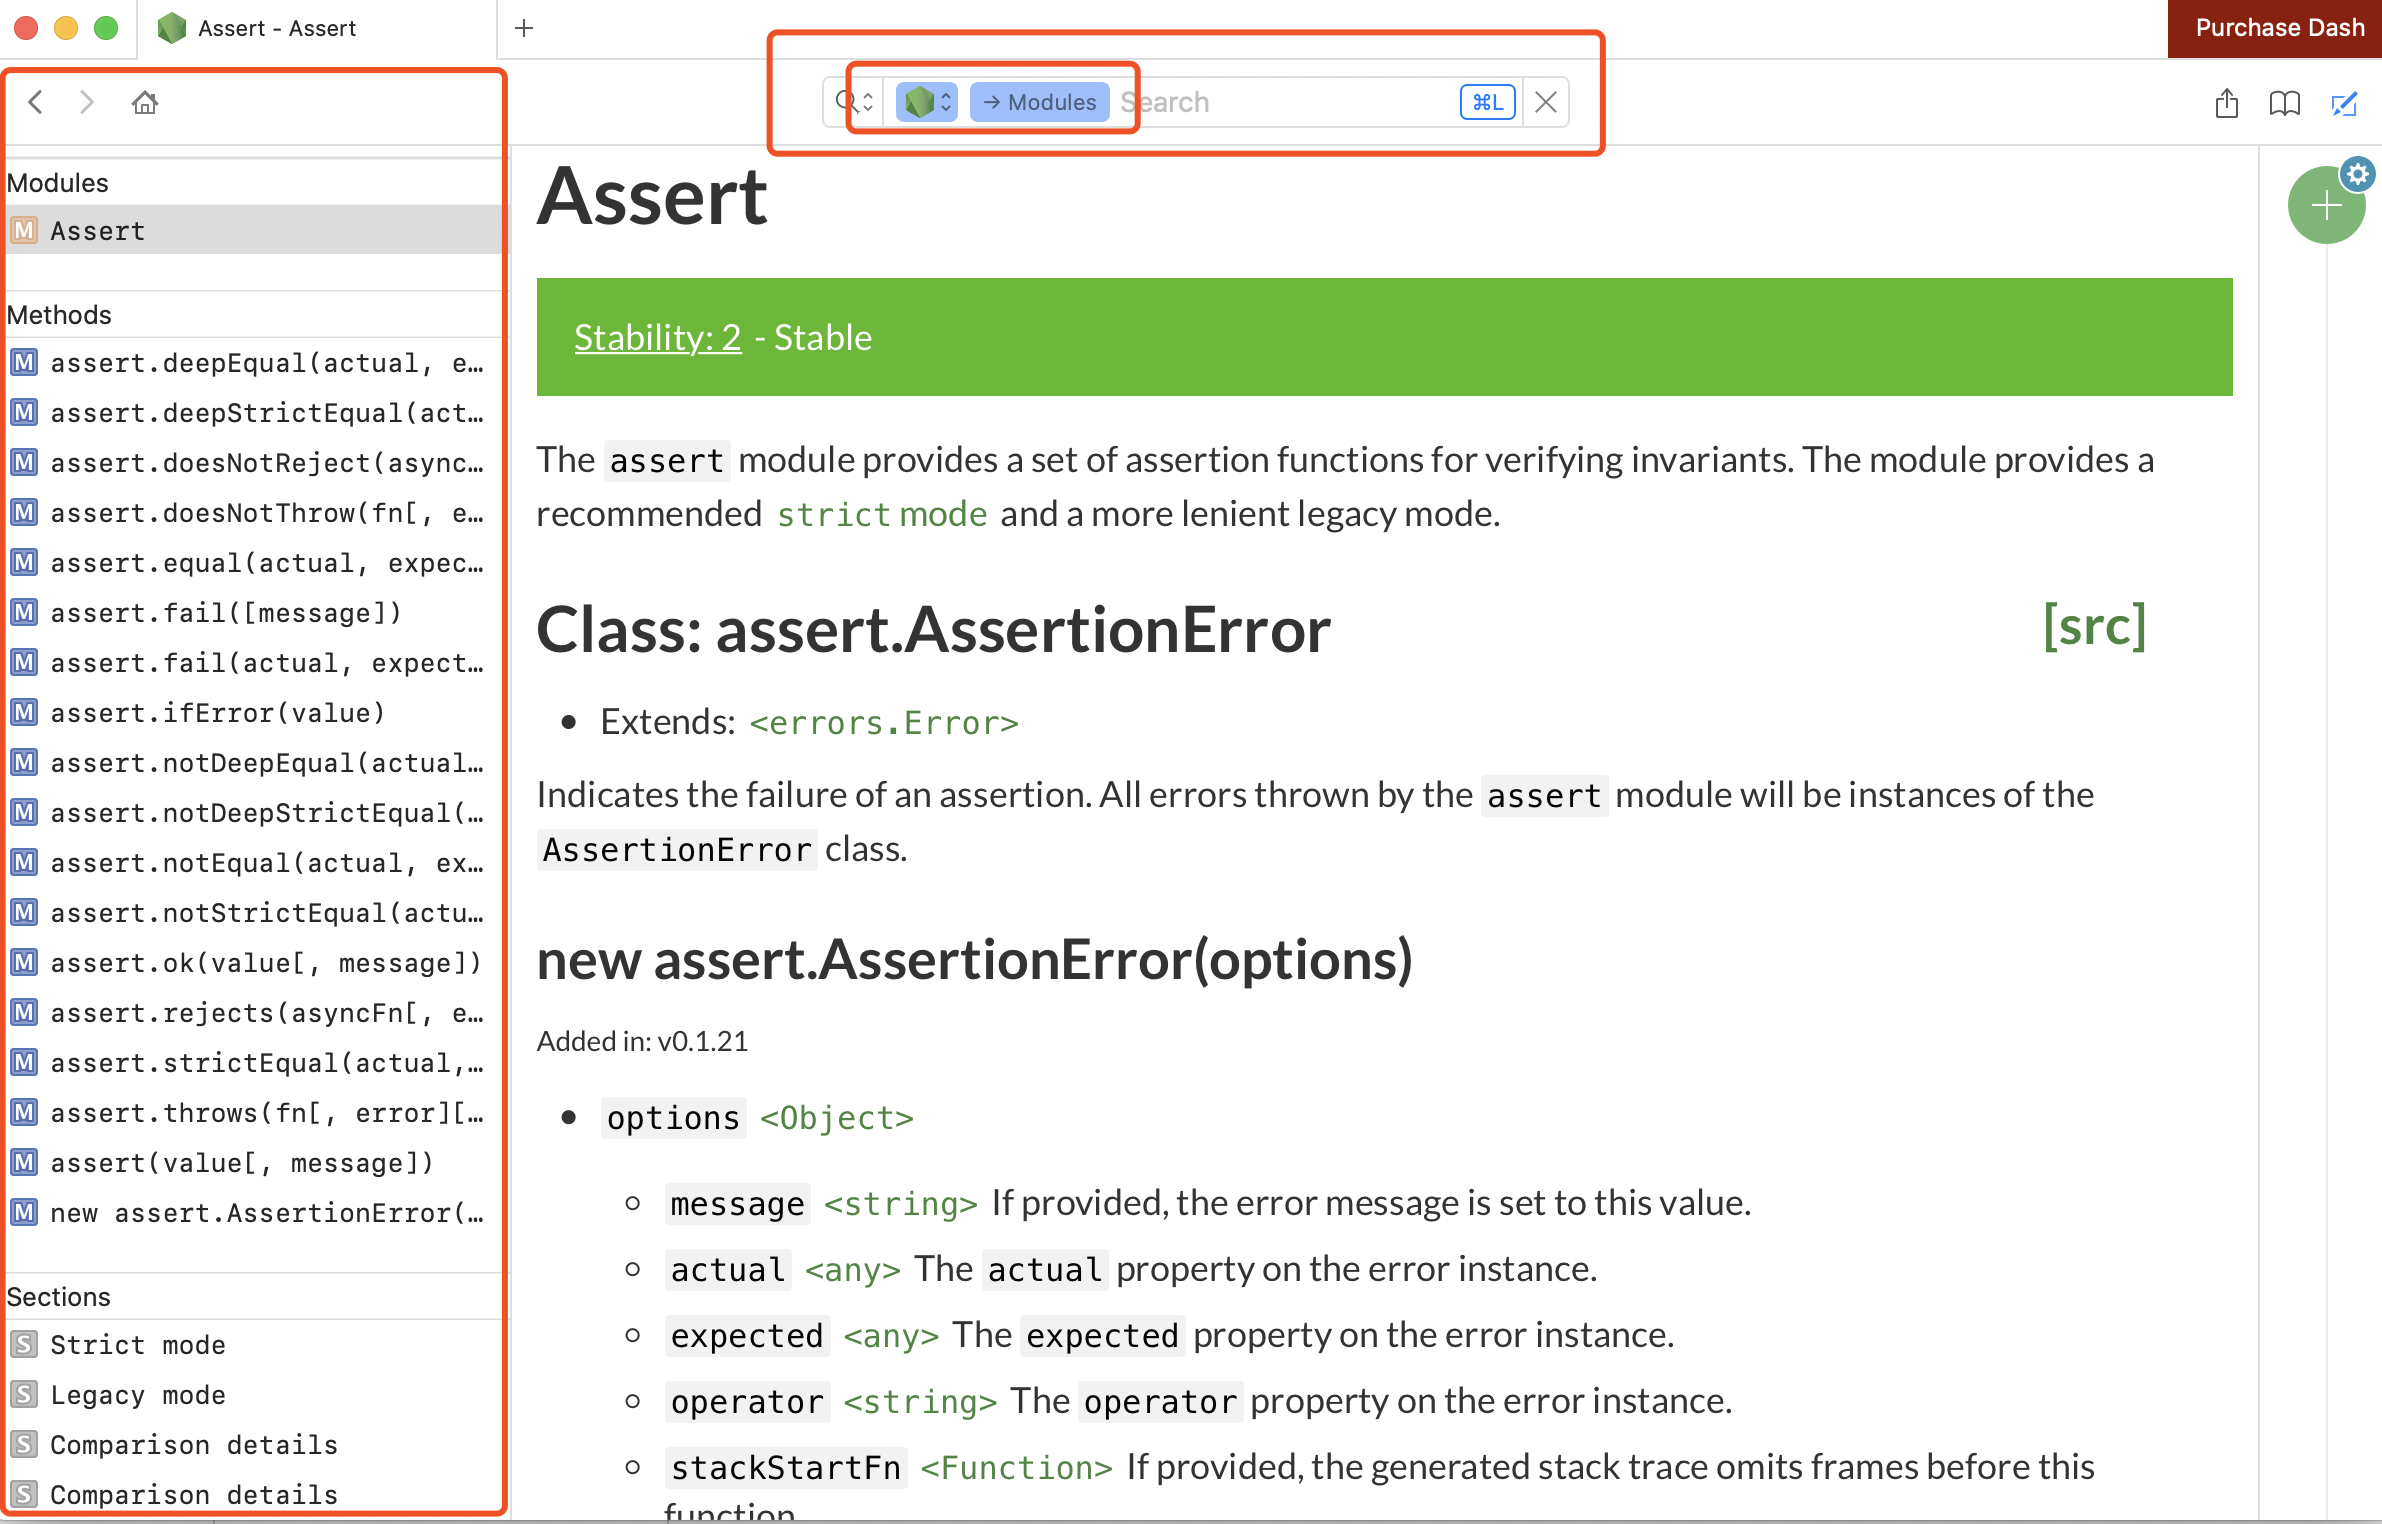 Assert - Assert
Purchase Dash
→ Modules
Search
⌘L
Modules
M Assert
Methods
M assert.deepEqual(actual, e…
M assert.deepStrictEqual(act…
M assert.doesNotReject(async…
M assert.doesNotThrow(fn[, e…
M assert.equal(actual, expec…
M assert.fail([message])
M assert.fail(actual, expect…
M assert.ifError(value)
M assert.notDeepEqual(actual…
M assert.notDeepStrictEqual(…
M assert.notEqual(actual, ex…
M assert.notStrictEqual(actu…
M assert.ok(value[, message])
M assert.rejects(asyncFn[, e…
M assert.strictEqual(actual,…
M assert.throws(fn[, error][…
M assert(value[, message])
M new assert.AssertionError(…
Sections
S Strict mode
S Legacy mode
S Comparison details
S Comparison details
Assert
Stability: 2 - Stable
The assert module provides a set of assertion functions for verifying invariants. The module provides a
recommended strict mode and a more lenient legacy mode.
Class: assert.AssertionError [src]
• Extends: <errors.Error>
Indicates the failure of an assertion. All errors thrown by the assert module will be instances of the
AssertionError class.
new assert.AssertionError(options)
Added in: v0.1.21
• options <Object>
◦ message <string> If provided, the error message is set to this value.
◦ actual <any> The actual property on the error instance.
◦ expected <any> The expected property on the error instance.
◦ operator <string> The operator property on the error instance.
◦ stackStartFn <Function> If provided, the generated stack trace omits frames before this
function